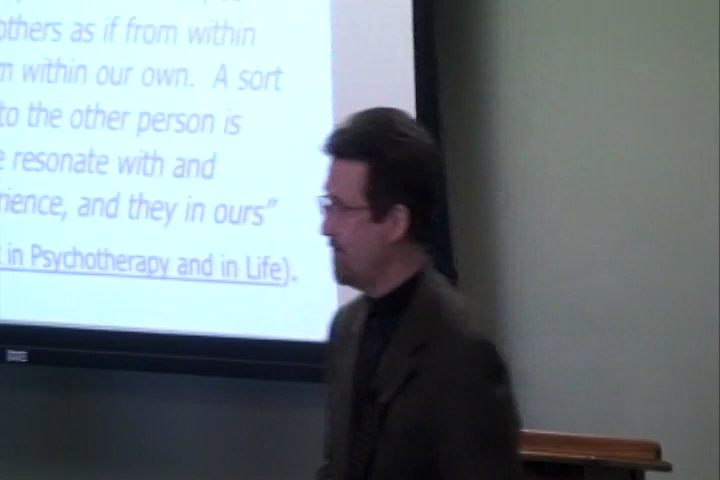 others as if from within
m within our own. A sort
to the other person is
e resonate with and
rience, and they in ours"
t in Psychotherapy and in Life).